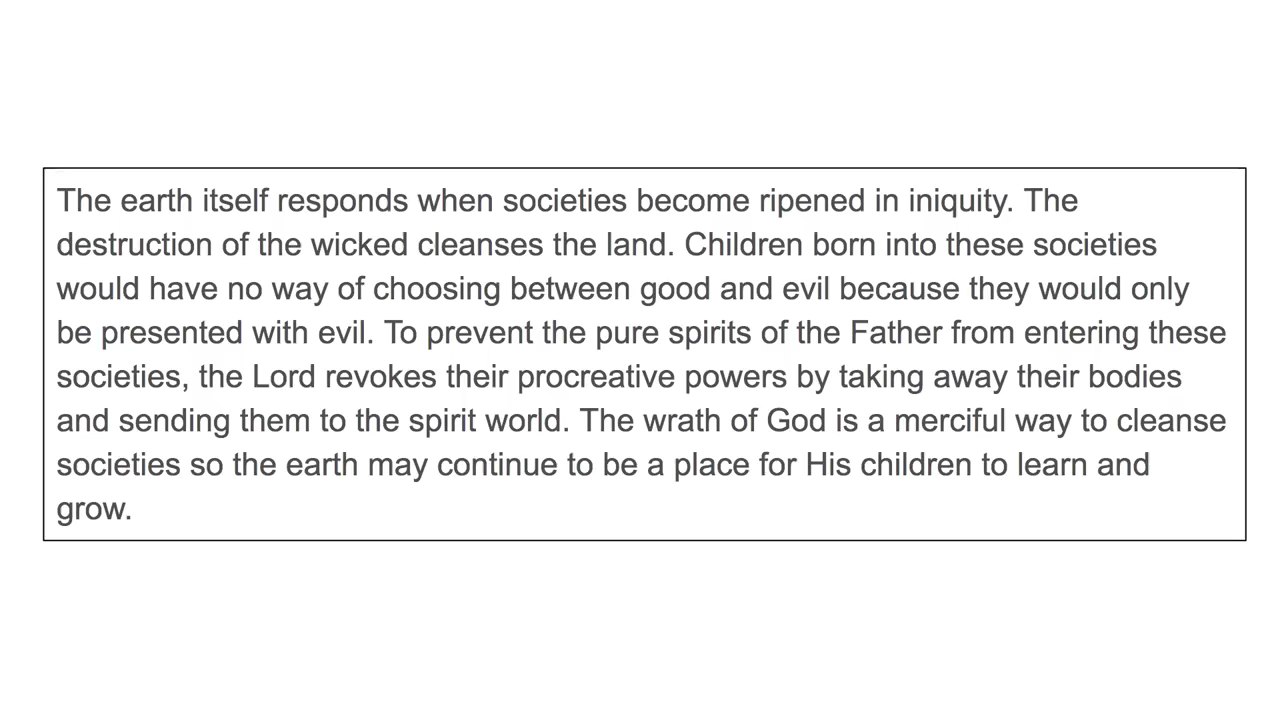 The earth itself responds when societies become ripened in iniquity. The
destruction of the wicked cleanses the land. Children born into these societies
would have no way of choosing between good and evil because they would only
be presented with evil. To prevent the pure spirits of the Father from entering these
societies, the Lord revokes their procreative powers by taking away their bodies
and sending them to the spirit world. The wrath of God is a merciful way to cleanse
societies so the earth may continue to be a place for His children to learn and
grow.